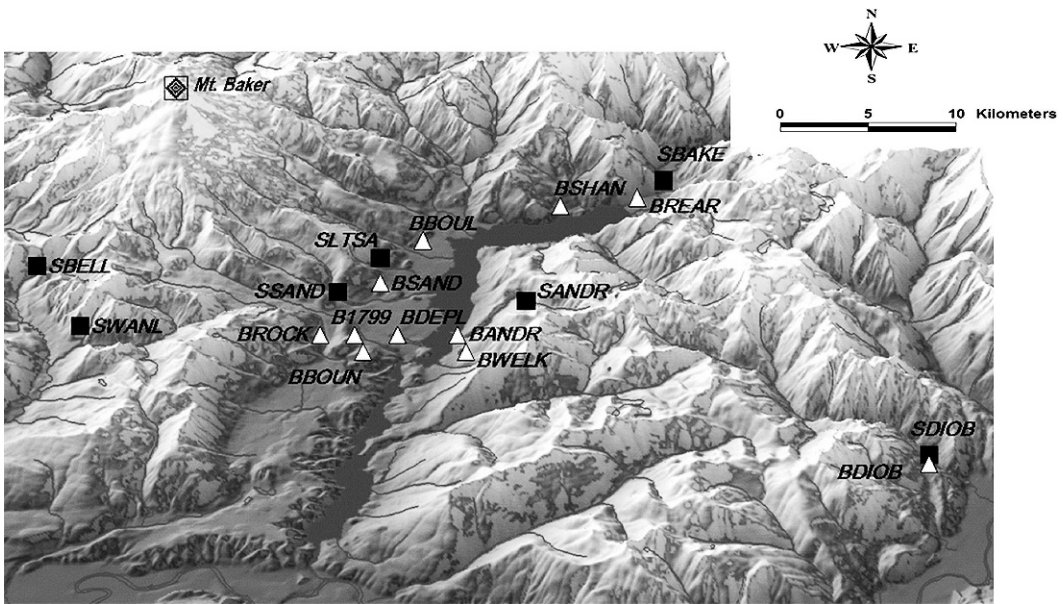 N
Mt. Baker
W E
S
0 5 10 Kilometers
SBAKE
BSHAN
BREAR
BBOUL
SLTSA
SBELL
BSAND
SSAND
SANDR
SWANL
BROCK
B1799
BDEPL
BANDR
BWELK
BBOUN
SDIOB
BDIOB